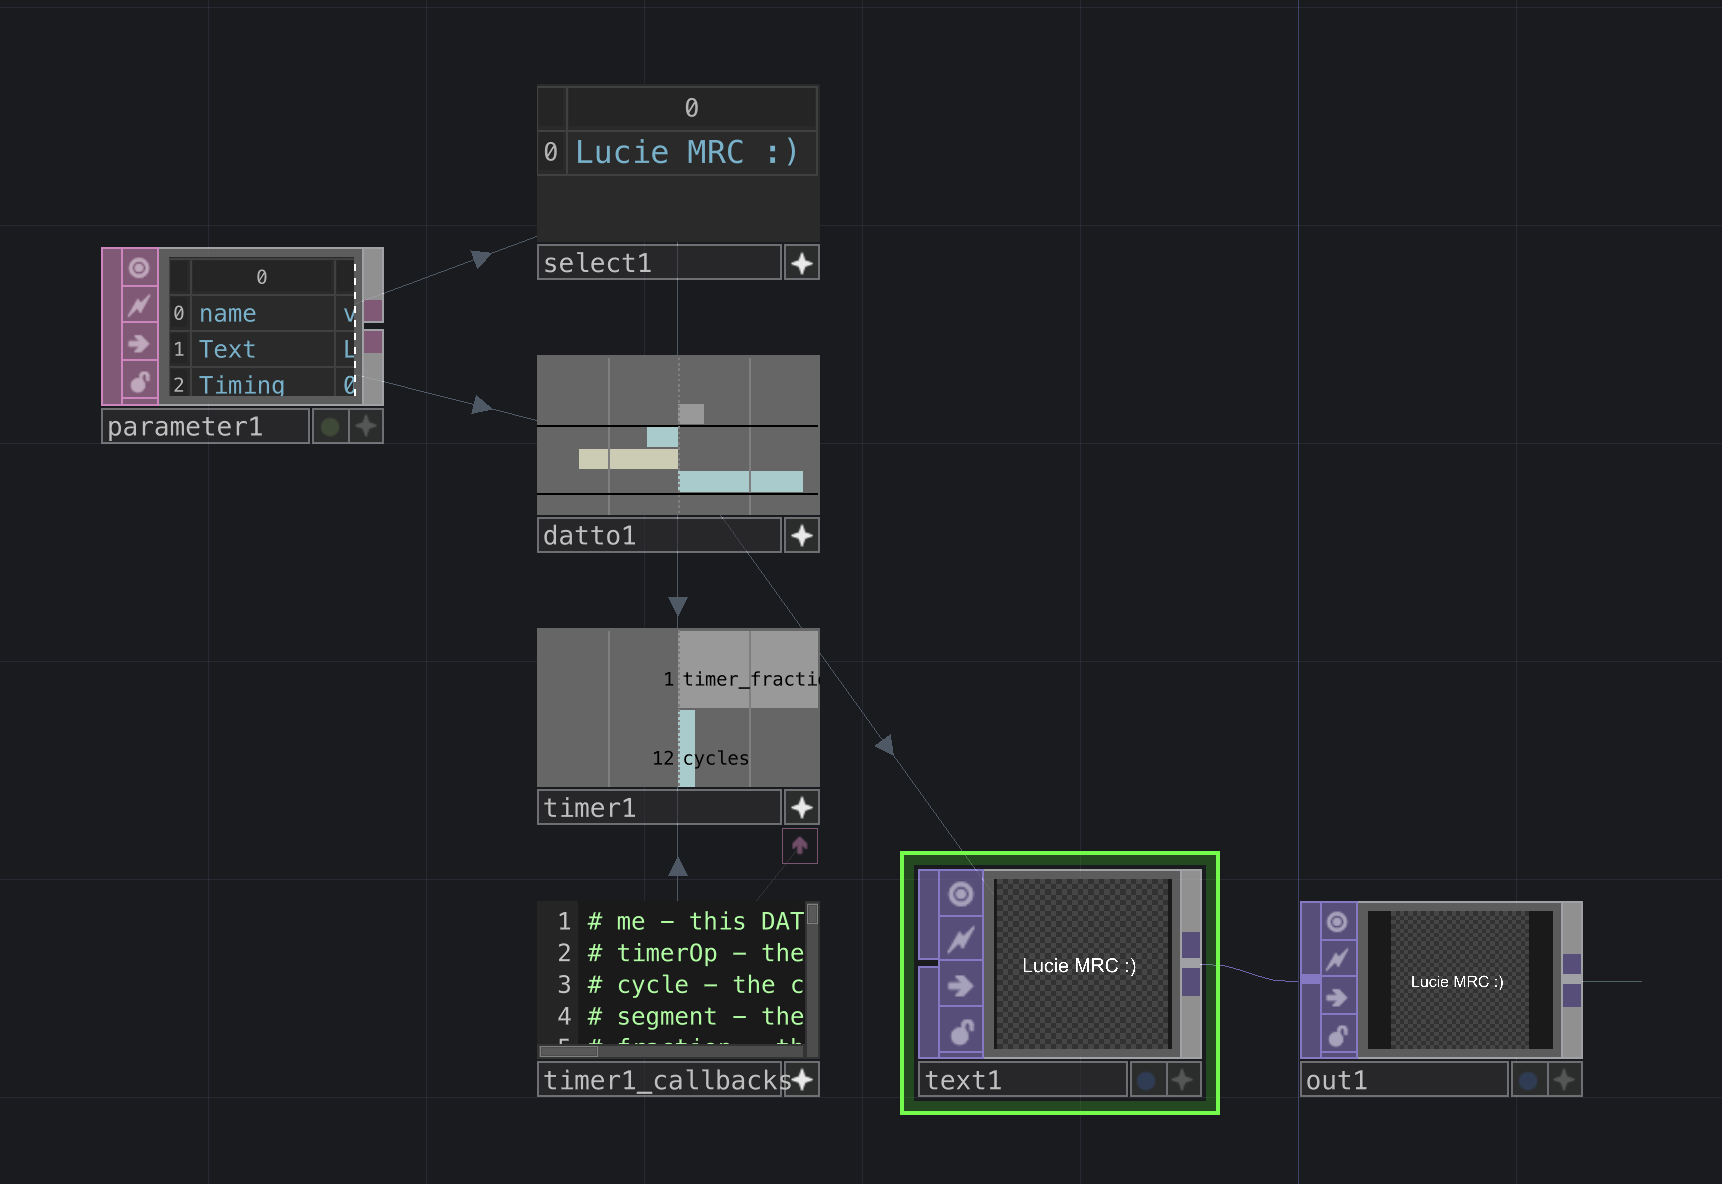 0
0 Lucie MRC :)
select1
0
0 name v
1 Text L
2 Timing 0
parameter1
datto1
1 timer_fracti
12 cycles
timer1
1 # me – this DAT
2 # timerOp – the
3 # cycle – the c
4 # segment – the
timer1_callbacks
Lucie MRC :)
text1
Lucie MRC :)
out1